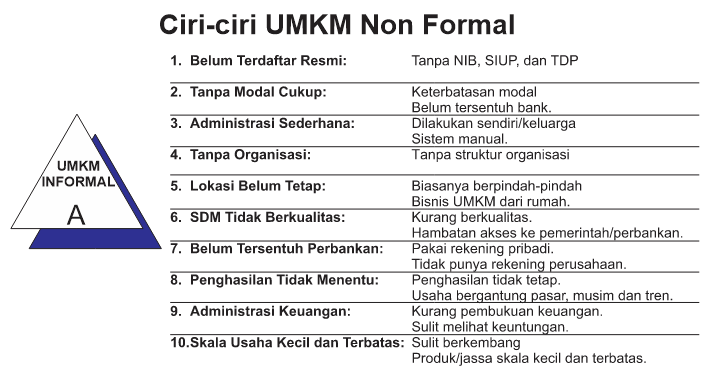 Ciri-ciri UMKM Non Formal
1. Belum Terdaftar Resmi: Tanpa NIB, SIUP, dan TDP
2. Tanpa Modal Cukup: Keterbatasan modal
Belum tersentuh bank.
3. Administrasi Sederhana: Dilakukan sendiri/keluarga
Sistem manual.
4. Tanpa Organisasi: Tanpa struktur organisasi
5. Lokasi Belum Tetap: Biasanya berpindah-pindah
Bisnis UMKM dari rumah.
6. SDM Tidak Berkualitas: Kurang berkualitas.
Hambatan akses ke pemerintah/perbankan.
7. Belum Tersentuh Perbankan: Pakai rekening pribadi.
Tidak punya rekening perusahaan.
8. Penghasilan Tidak Menentu: Penghasilan tidak tetap.
Usaha bergantung pasar, musim dan tren.
9. Administrasi Keuangan: Kurang pembukuan keuangan.
Sulit melihat keuntungan.
10.Skala Usaha Kecil dan Terbatas: Sulit berkembang
Produk/jassa skala kecil dan terbatas.
UMKM
INFORMAL
A